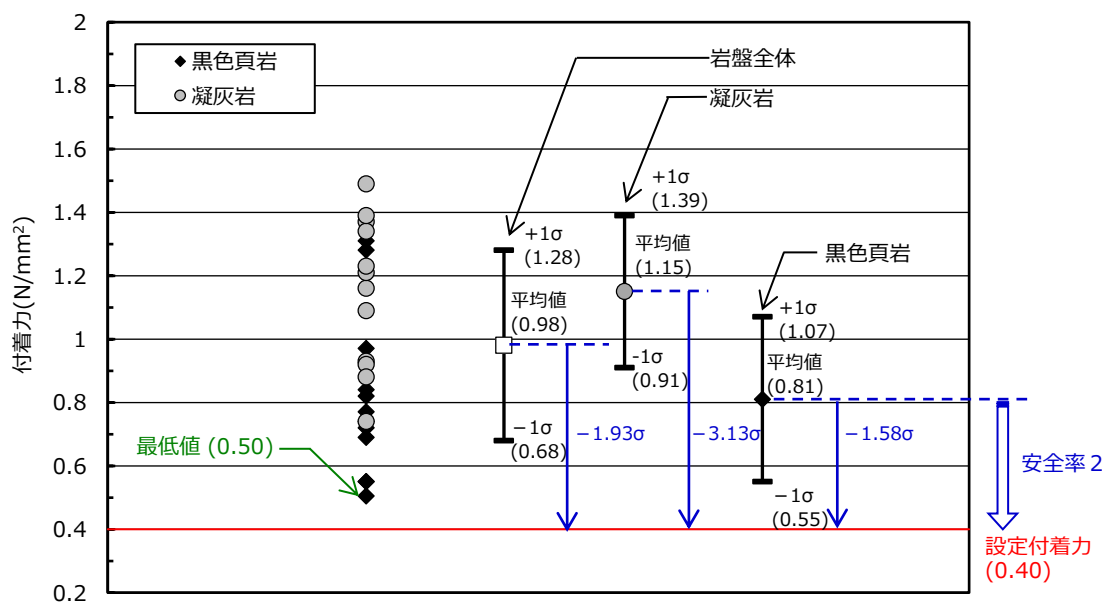 2
1.8
1.6
1.4
1.2
1
0.8
0.6
0.4
0.2
付着力(N/mm²)
黒色頁岩
凝灰岩
岩盤全体
凝灰岩
黒色頁岩
+1σ
(1.28)
平均値
(0.98)
−1σ
(0.68)
+1σ
(1.39)
平均値
(1.15)
-1σ
(0.91)
+1σ
(1.07)
平均値
(0.81)
−1σ
(0.55)
−1.93σ
−3.13σ
−1.58σ
最低値 (0.50)
安全率２
設定付着力
(0.40)